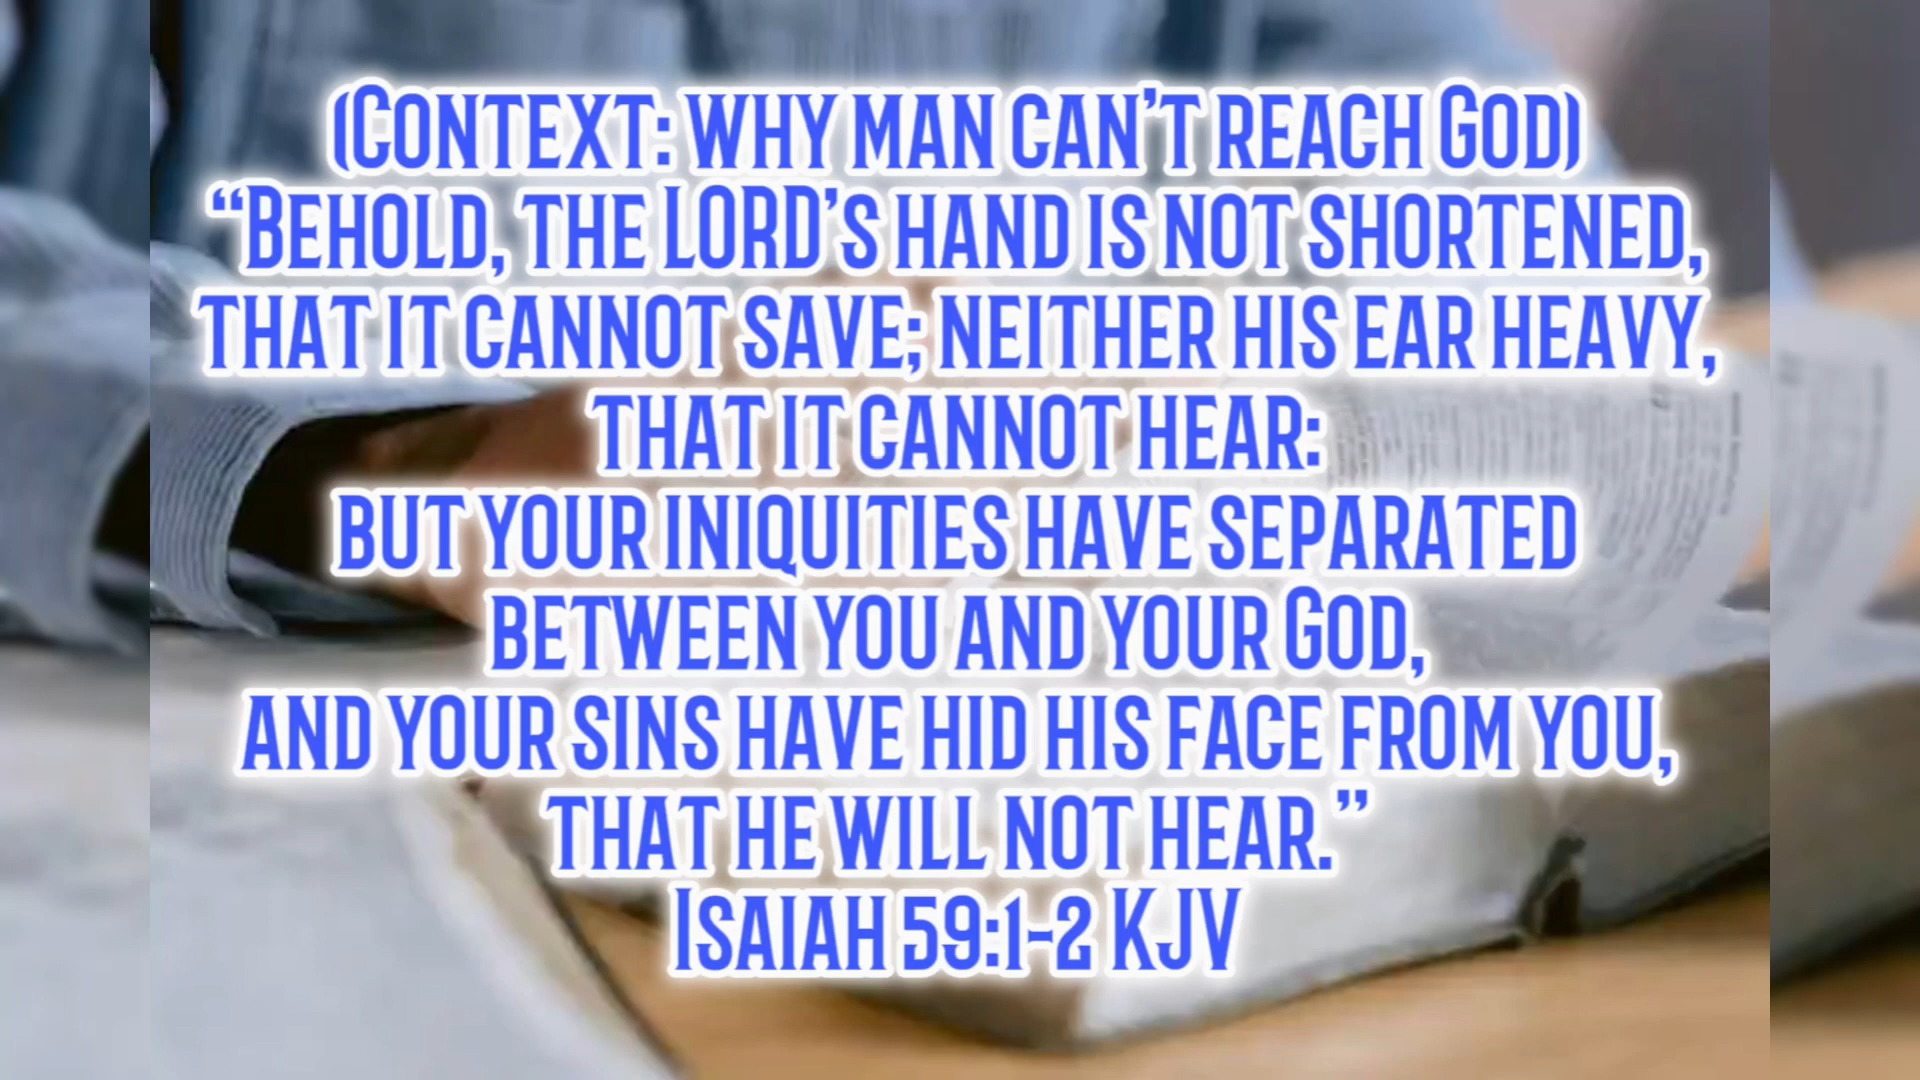 (Context: why man can’t reach God)
“Behold, the LORD’s hand is not shortened,
that it cannot save; neither his ear heavy,
that it cannot hear:
but your iniquities have separated
between you and your God,
and your sins have hid his face from you,
that he will not hear.”
Isaiah 59:1-2 KJV